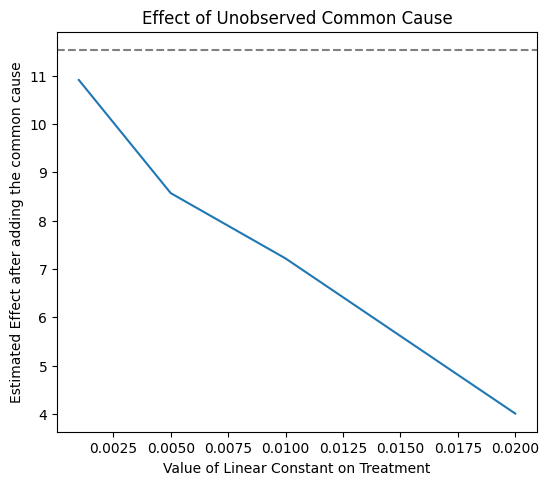 Effect of Unobserved Common Cause
Estimated Effect after adding the common cause
11
10
9
8
7
6
5
4
0.0025 0.0050 0.0075 0.0100 0.0125 0.0150 0.0175 0.0200
Value of Linear Constant on Treatment